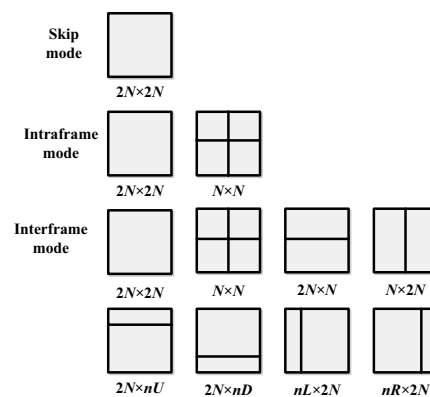 Skip
mode
2N×2N
Intraframe
mode
2N×2N N×N
Interframe
mode
2N×2N N×N 2N×N N×2N
2N×nU 2N×nD nL×2N nR×2N